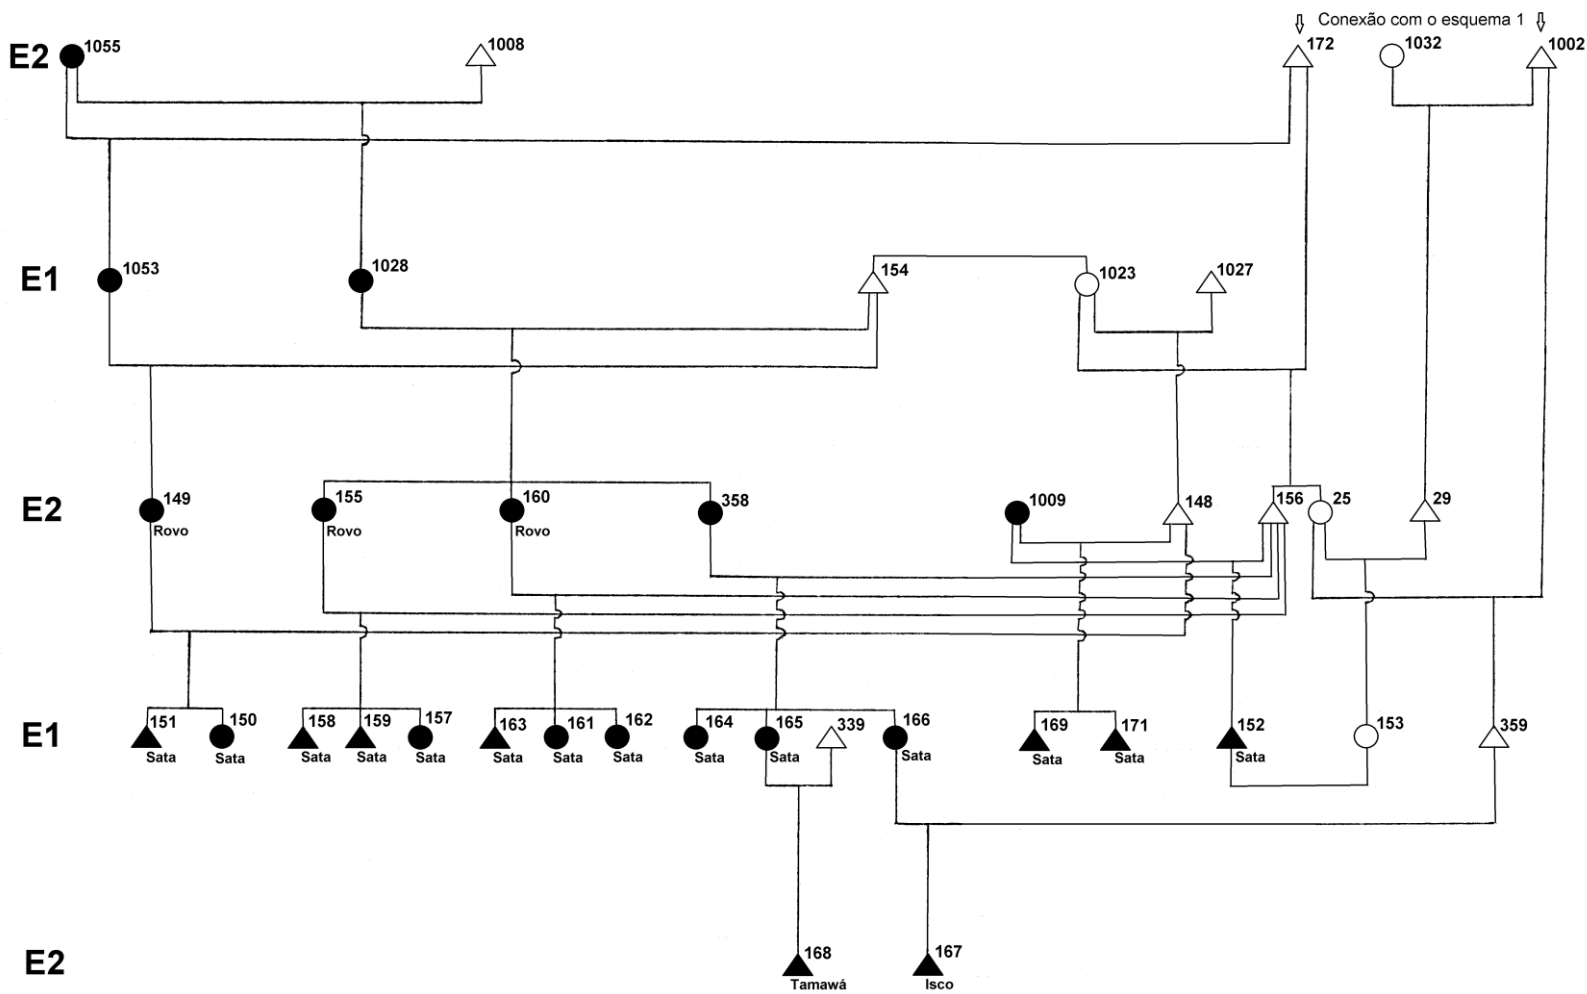 Conexão com o esquema 1
E2 1055 1008 172 1032 1002
E1 1053 1028 154 1023 1027
E2 149 155 160 358 1009 148 156 25 29
Rovo Rovo Rovo
E1 151 150 158 159 157 163 161 162 164 165 339 166 169 171 152 153 359
Sata Sata Sata Sata Sata Sata Sata Sata Sata Sata Sata Sata Sata Sata
E2 168 167
Tamawá Isco